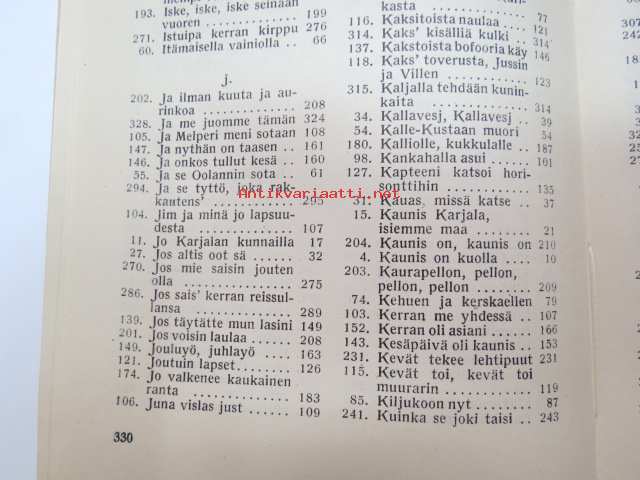 193. Iske, iske, iske seinään
vuoren 199
271. Istuipa kerran kirppu 276
60. Itämaisella vainiolla .. 66
j.
202. Ja ilman kuuta ja au-
rinkoa 208
328. Ja me juomme tämän 324
105. Ja Melperi meni sotaan 108
147. Ja nythän on taasen .. 161
146. Ja onkos tullut kesä .. 160
55. Ja se Oolannin sota .. 61
294. Ja se tyttö, joka rak-
kautens' 295
104. Jim ja minä jo lapsuu-
desta 107
11. Jo Karjalan kunnailla 17
27. Jos altis oot sä 32
270. Jos mie saisin jouten
olla 275
286. Jos sais' kerran reissul-
lansa 289
139. Jos täytätte mun lasini 149
201. Jos voisin laulaa 208
149. Jouluyö, juhlayö 163
121. Joutuin lapset 126
174. Jo valkenee kaukainen
ranta 183
106. Juna vislas just 109
330
kasta 77
116. Kaksitoista naulaa 121
314. Kaks' kisälliä kulki .. 314
137. Kakstoista bofooria käy 146
118. Kaks' toverusta, Jussin
ja Villen 123
315. Kaljalla tehdään kunin-
kaita 314
34. Kallavesj, Kallavesj .. 39
54. Kalle-Kustaan muori 54
180. Kalliolle, kukkulalle .. 187
98. Kankahalla asui 101
127. Kapteeni katsoi hori-
sonttihin 135
31. Kauas, missä katse .. 37
15. Kaunis Karjala,
isiemme maa 21
204. Kaunis on, kaunis on 210
4. Kaunis on kuolla 10
203. Kaurapellon, pellon,
pellon, pellon 209
74. Kehuen ja kerskaellen 79
103. Kerran me yhdessä .. 107
152. Kerran oli asiani 166
143. Kesäpäivä oli kaunis .. 153
231. Kevät tekee lehtipuut 231
115. Kevät toi, kevät toi
muurarin 119
85. Kiljukoon nyt 87
241. Kuinka se joki taisi .. 243
Antikvariaatti.net